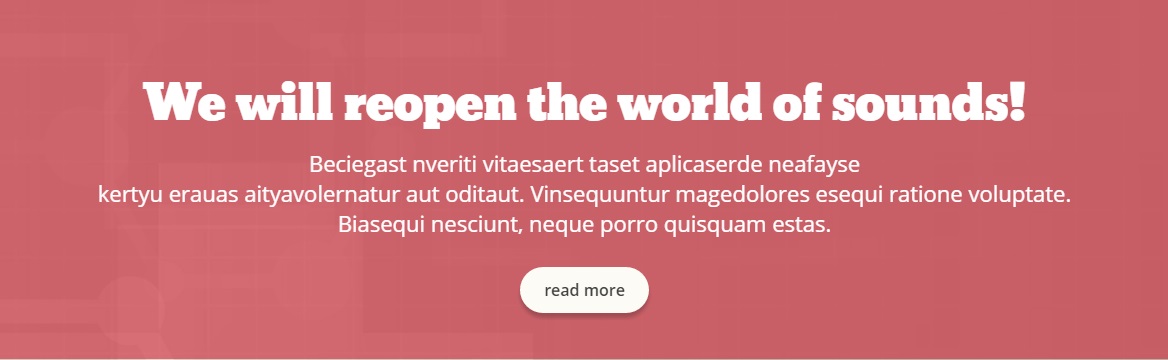 We will reopen the world of sounds!
Beciegast nveriti vitaesaert taset aplicaserde neafayse
kertyu erauas aityavolernatur aut oditaut. Vinsequuntur magedolores esequi ratione voluptate.
Biasequi nesciunt, neque porro quisquam estas.
read more